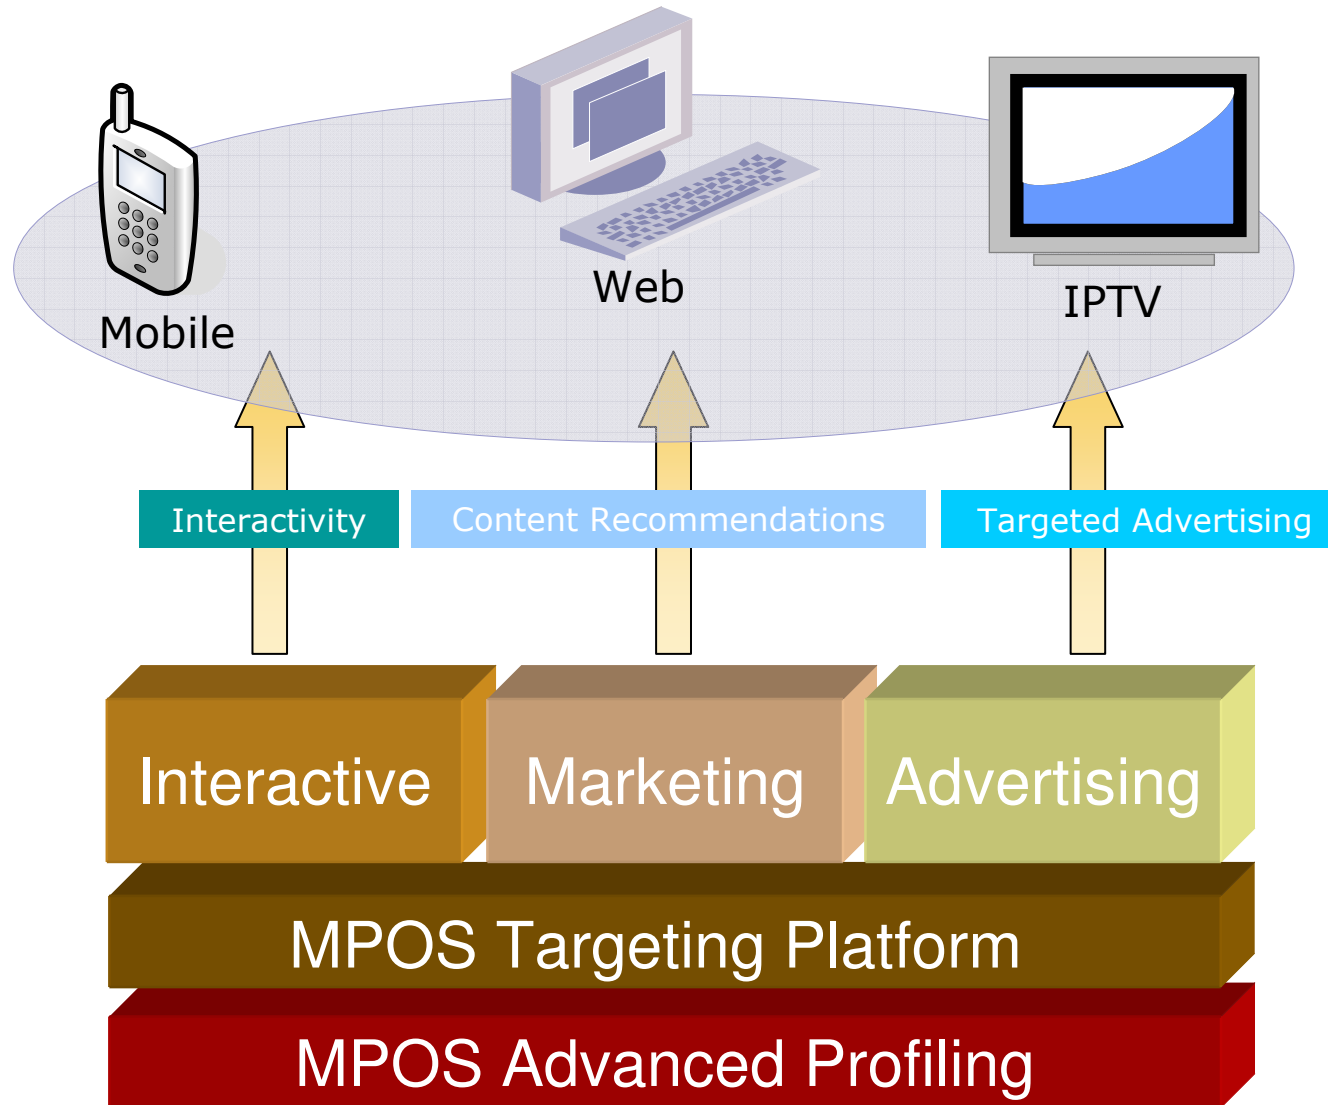 Web
IPTV
Mobile
Interactivity
Content Recommendations
Targeted Advertising
Interactive
Marketing
Advertising
MPOS Targeting Platform
MPOS Advanced Profiling